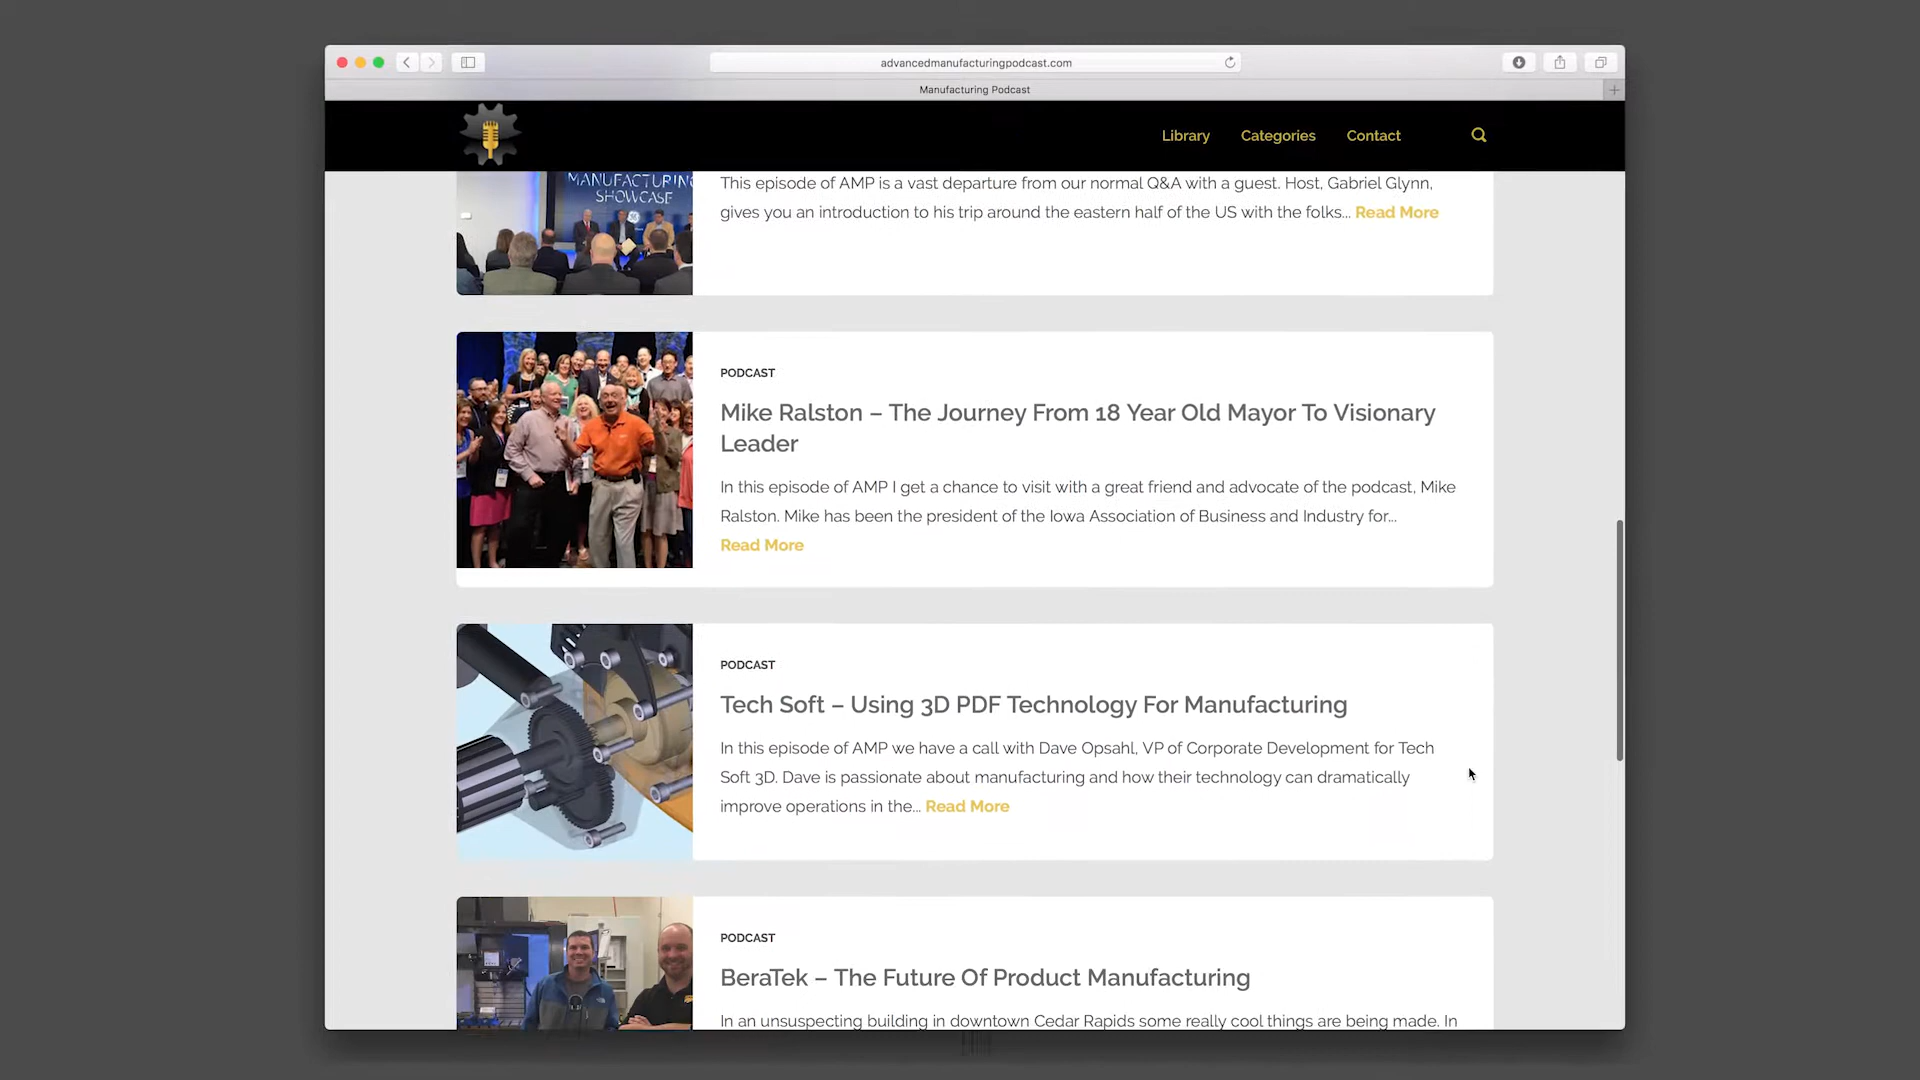 advancedmanufacturingpodcast.com
Manufacturing Podcast
Library Categories Contact
MANUFACTURING
SHOWCASE
This episode of AMP is a vast departure from our normal Q&A with a guest. Host, Gabriel Glynn,
gives you an introduction to his trip around the eastern half of the US with the folks... Read More
PODCAST
Mike Ralston – The Journey From 18 Year Old Mayor To Visionary
Leader
In this episode of AMP I get a chance to visit with a great friend and advocate of the podcast, Mike
Ralston. Mike has been the president of the Iowa Association of Business and Industry for...
Read More
PODCAST
Tech Soft – Using 3D PDF Technology For Manufacturing
In this episode of AMP we have a call with Dave Opsahl, VP of Corporate Development for Tech
Soft 3D. Dave is passionate about manufacturing and how their technology can dramatically
improve operations in the... Read More
PODCAST
BeraTek – The Future Of Product Manufacturing
In an unsuspecting building in downtown Cedar Rapids some really cool things are being made. In